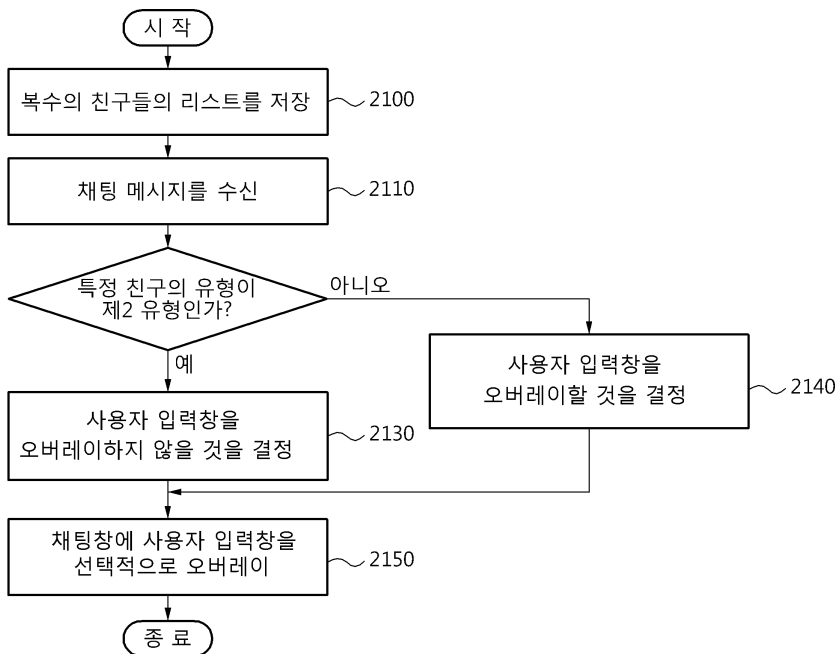 시 작
복수의 친구들의 리스트를 저장
2100
채팅 메시지를 수신
2110
특정 친구의 유형이
제2 유형인가?
아니오
예
사용자 입력창을
오버레이할 것을 결정
2140
사용자 입력창을
오버레이하지 않을 것을 결정
2130
채팅창에 사용자 입력창을
선택적으로 오버레이
2150
종 료